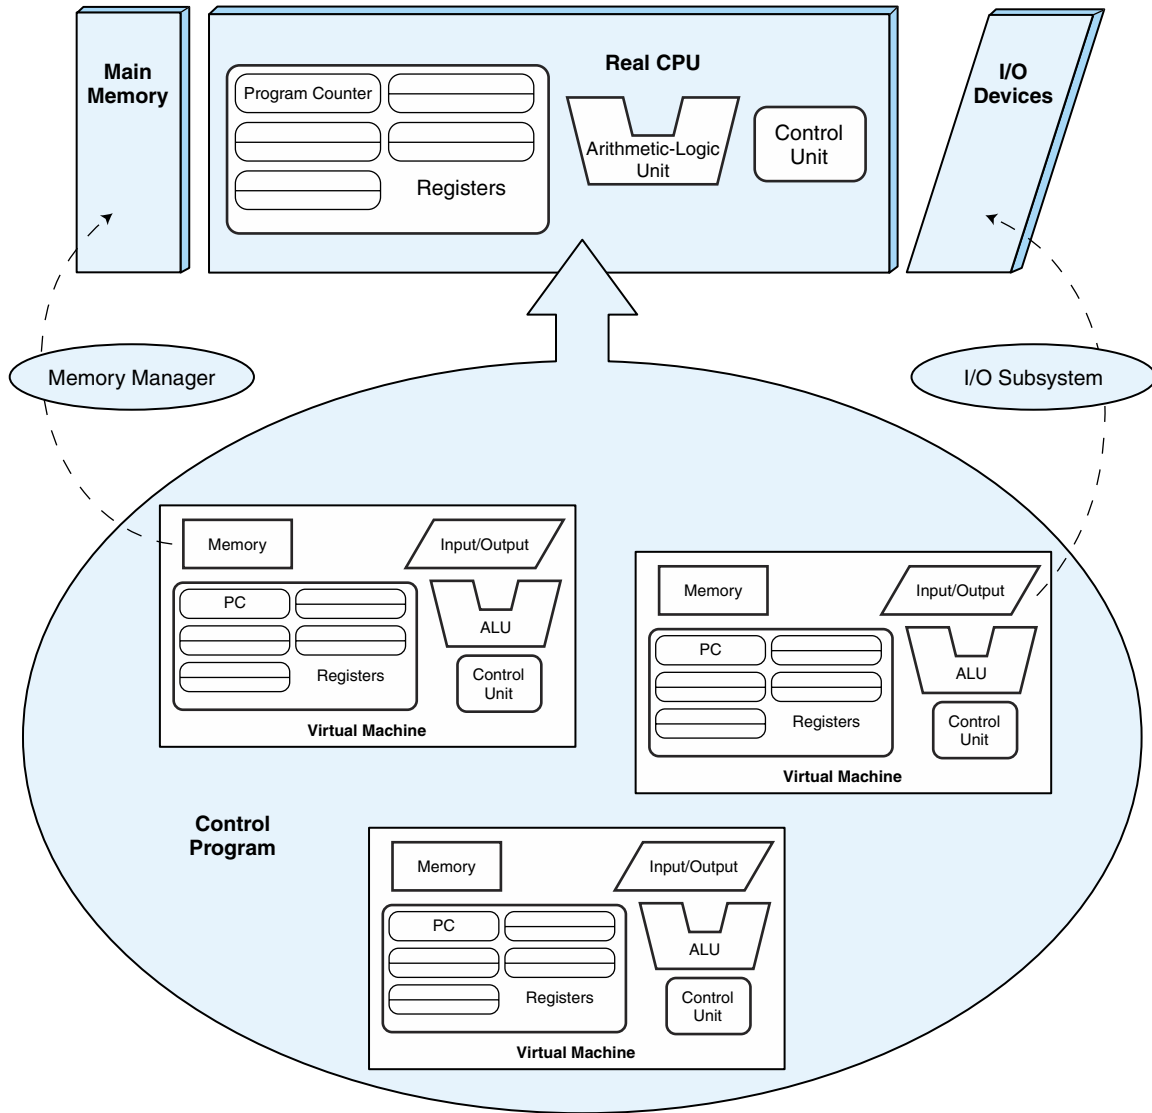 Main
Memory
Real CPU
I/O
Devices
Program Counter
Registers
Arithmetic-Logic
Unit
Control
Unit
Memory Manager
I/O Subsystem
Memory
Input/Output
PC
ALU
Registers
Control
Unit
Virtual Machine
Memory
Input/Output
PC
ALU
Registers
Control
Unit
Virtual Machine
Control
Program
Memory
Input/Output
PC
ALU
Registers
Control
Unit
Virtual Machine